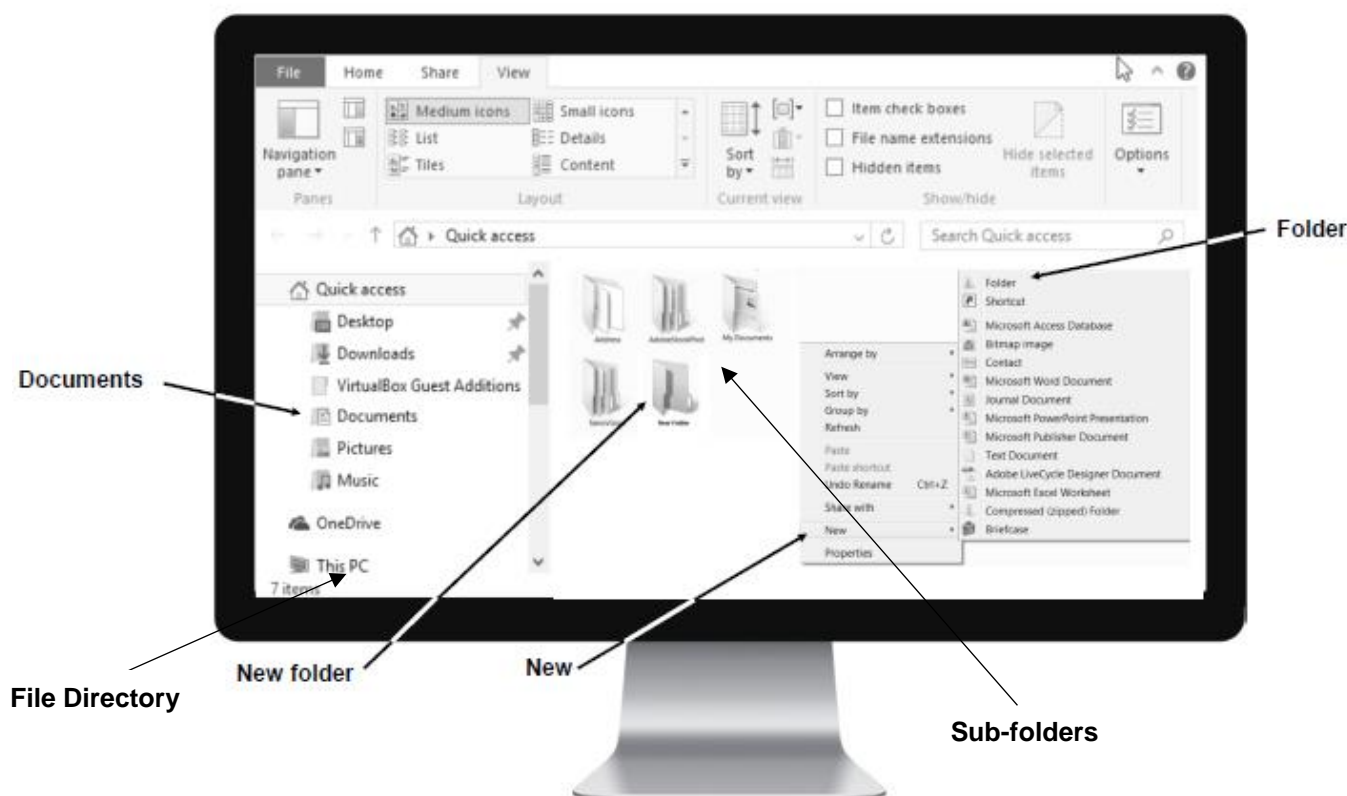 File Home Share View
Medium icons Small icons
List Details
Tiles Content
Navigation pane
Sort by
Item check boxes
File name extensions
Hidden items
Hide selected items
Options
Panes Layout Current view Show/hide
Quick access
Search Quick access
Folder
Quick access
Desktop
Downloads
VirtualBox Guest Additions
Documents
Pictures
Music
OneDrive
This PC
7 items
Documents
My Documents
New Folder
Arrange by
View
Sort by
Group by
Refresh
Paste
Paste shortcut
Undo Rename Ctrl+Z
Share with
New
Properties
Folder
Shortcut
Microsoft Access Database
Bitmap image
Contact
Microsoft Word Document
Journal Document
Microsoft PowerPoint Presentation
Microsoft Publisher Document
Text Document
Adobe LiveCycle Designer Document
Microsoft Excel Worksheet
Compressed (zipped) Folder
Briefcase
New folder
New
File Directory
Sub-folders